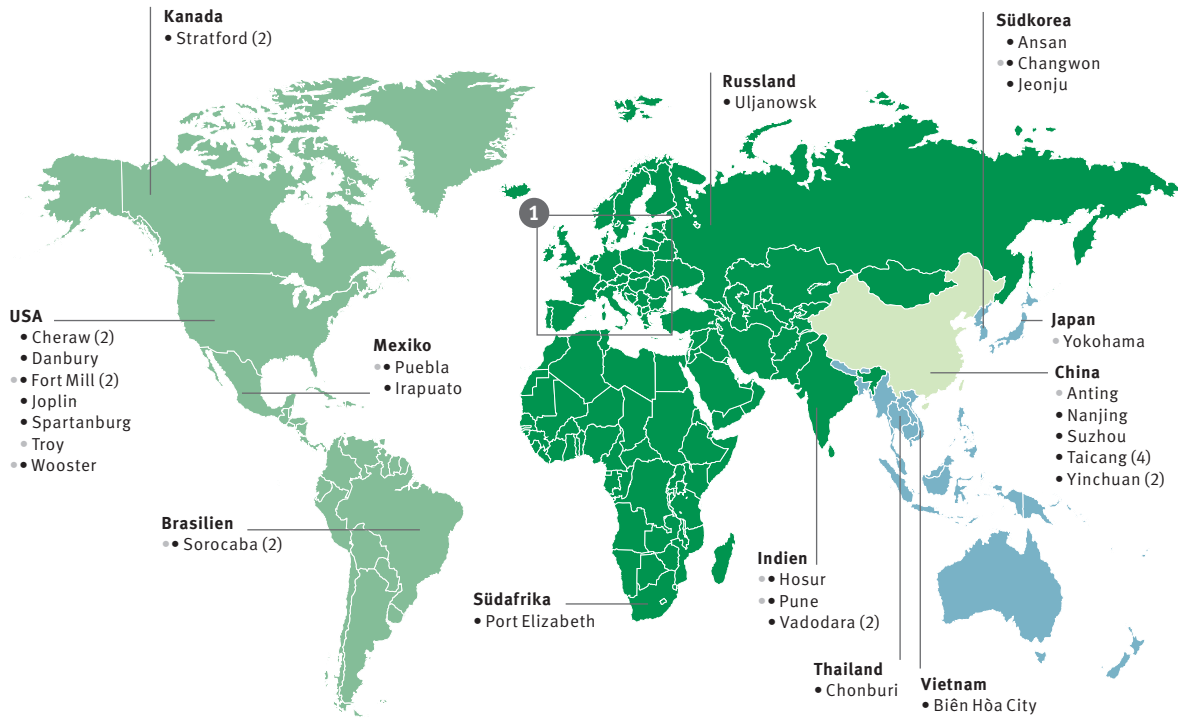 Kanada
• Stratford (2)
Südkorea
• Ansan
•• Changwon
• Jeonju
Russland
• Uljanowsk
1
USA
• Cheraw (2)
• Danbury
•• Fort Mill (2)
• Joplin
• Spartanburg
• Troy
•• Wooster
Mexiko
•• Puebla
• Irapuato
Japan
• Yokohama
China
• Anting
• Nanjing
• Suzhou
• Taicang (4)
• Yinchuan (2)
Brasilien
•• Sorocaba (2)
Indien
•• Hosur
•• Pune
• Vadodara (2)
Südafrika
• Port Elizabeth
Thailand
• Chonburi
Vietnam
• Biên Hòa City